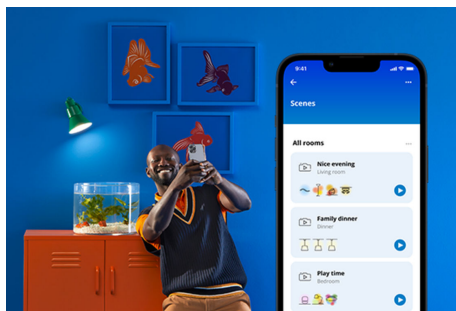 9:41
Scenes
All rooms
Nice evening
Living room
Family dinner
Dinner
Play time
Bedroom